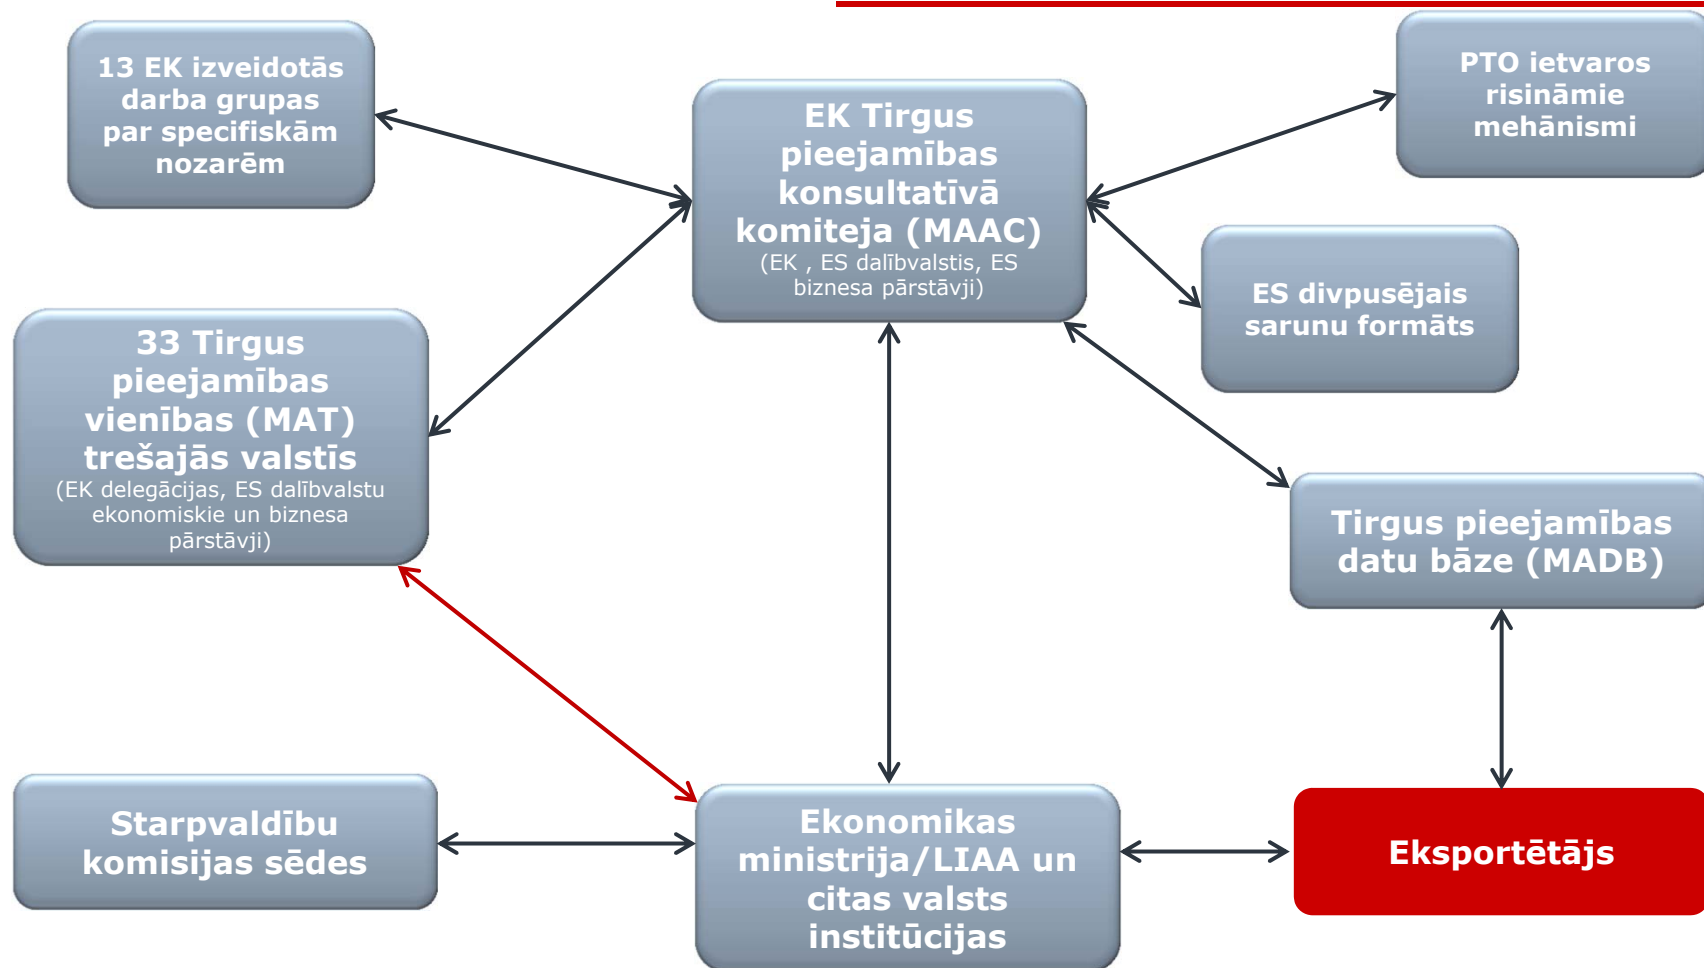 13 EK izveidotās
darba grupas
par specifiskām
nozarēm
EK Tirgus
pieejamības
konsultatīvā
komiteja (MAAC)
(EK , ES dalībvalstis, ES
biznesa pārstāvji)
PTO ietvaros
risināmie
mehānismi
ES divpusējais
sarunu formāts
33 Tirgus
pieejamības
vienības (MAT)
trešajās valstīs
(EK delegācijas, ES dalībvalstu
ekonomiskie un biznesa
pārstāvji)
Tirgus pieejamības
datu bāze (MADB)
Starpvaldību
komisijas sēdes
Ekonomikas
ministrija/LIAA un
citas valsts
institūcijas
Eksportētājs